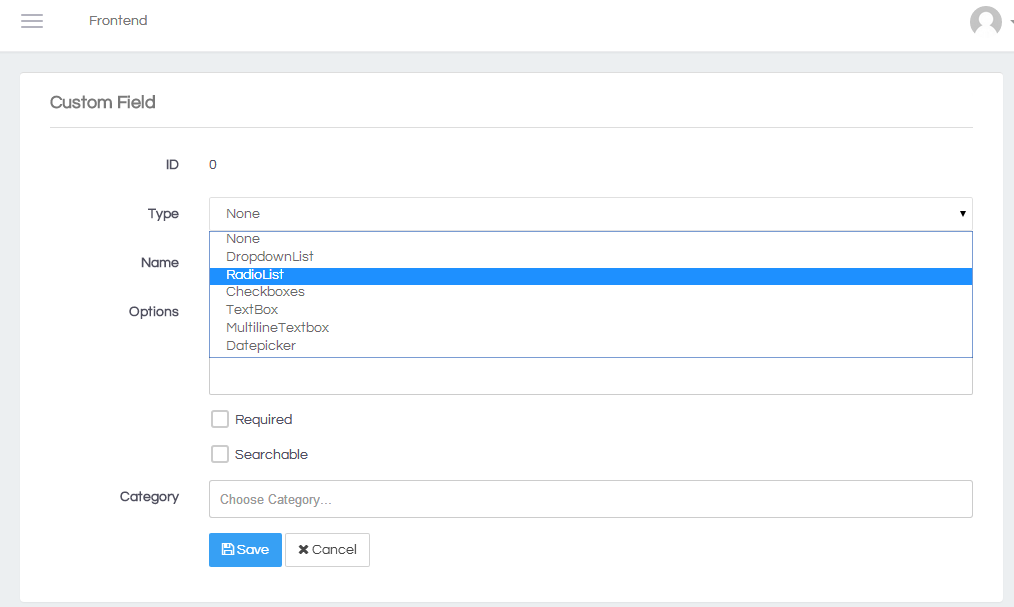 Frontend
Custom Field
ID 0
Type None
None
Name
DropdownList
RadioList
Checkboxes
Options
TextBox
MultilineTextbox
Datepicker
Required
Searchable
Category Choose Category...
Save Cancel